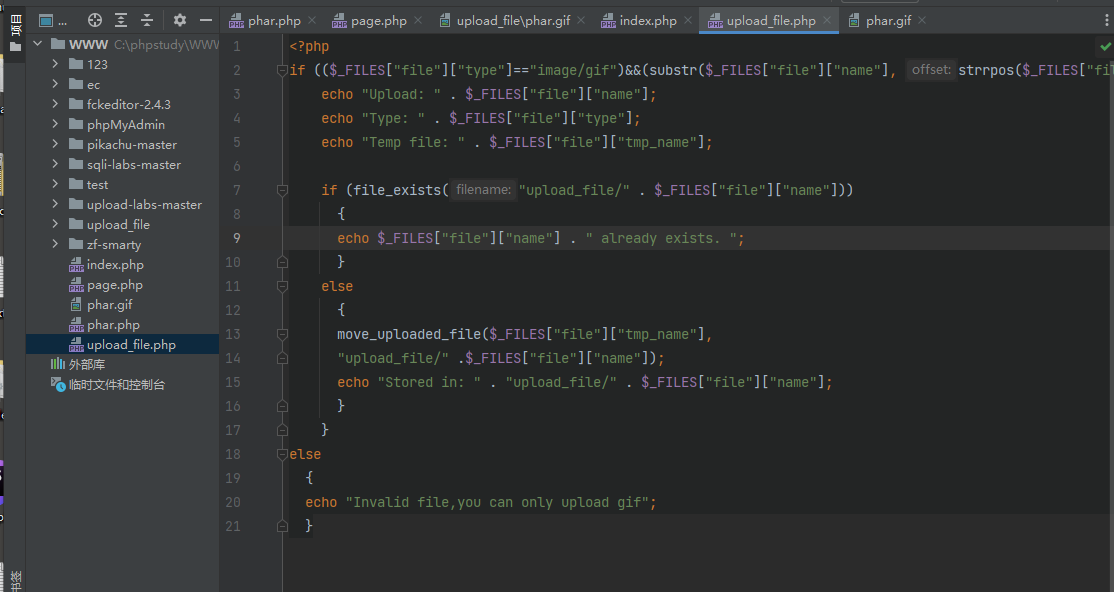 项目
...
phar.php
page.php
upload_file\phar.gif
index.php
upload_file.php
phar.gif
WWW C:\phpstudy\WWW
123
ec
fckeditor-2.4.3
phpMyAdmin
pikachu-master
sqli-labs-master
test
upload-labs-master
upload_file
zf-smarty
index.php
page.php
phar.gif
phar.php
upload_file.php
外部库
临时文件和控制台
书签
1 <?php
2 if (($_FILES["file"]["type"]=="image/gif")&&(substr($_FILES["file"]["name"], offset: strrpos($_FILES["fi
3 echo "Upload: " . $_FILES["file"]["name"];
4 echo "Type: " . $_FILES["file"]["type"];
5 echo "Temp file: " . $_FILES["file"]["tmp_name"];
6
7 if (file_exists( filename: "upload_file/" . $_FILES["file"]["name"]))
8 {
9 echo $_FILES["file"]["name"] . " already exists. ";
10 }
11 else
12 {
13 move_uploaded_file($_FILES["file"]["tmp_name"],
14 "upload_file/" .$_FILES["file"]["name"]);
15 echo "Stored in: " . "upload_file/" . $_FILES["file"]["name"];
16 }
17 }
18 else
19 {
20 echo "Invalid file,you can only upload gif";
21 }